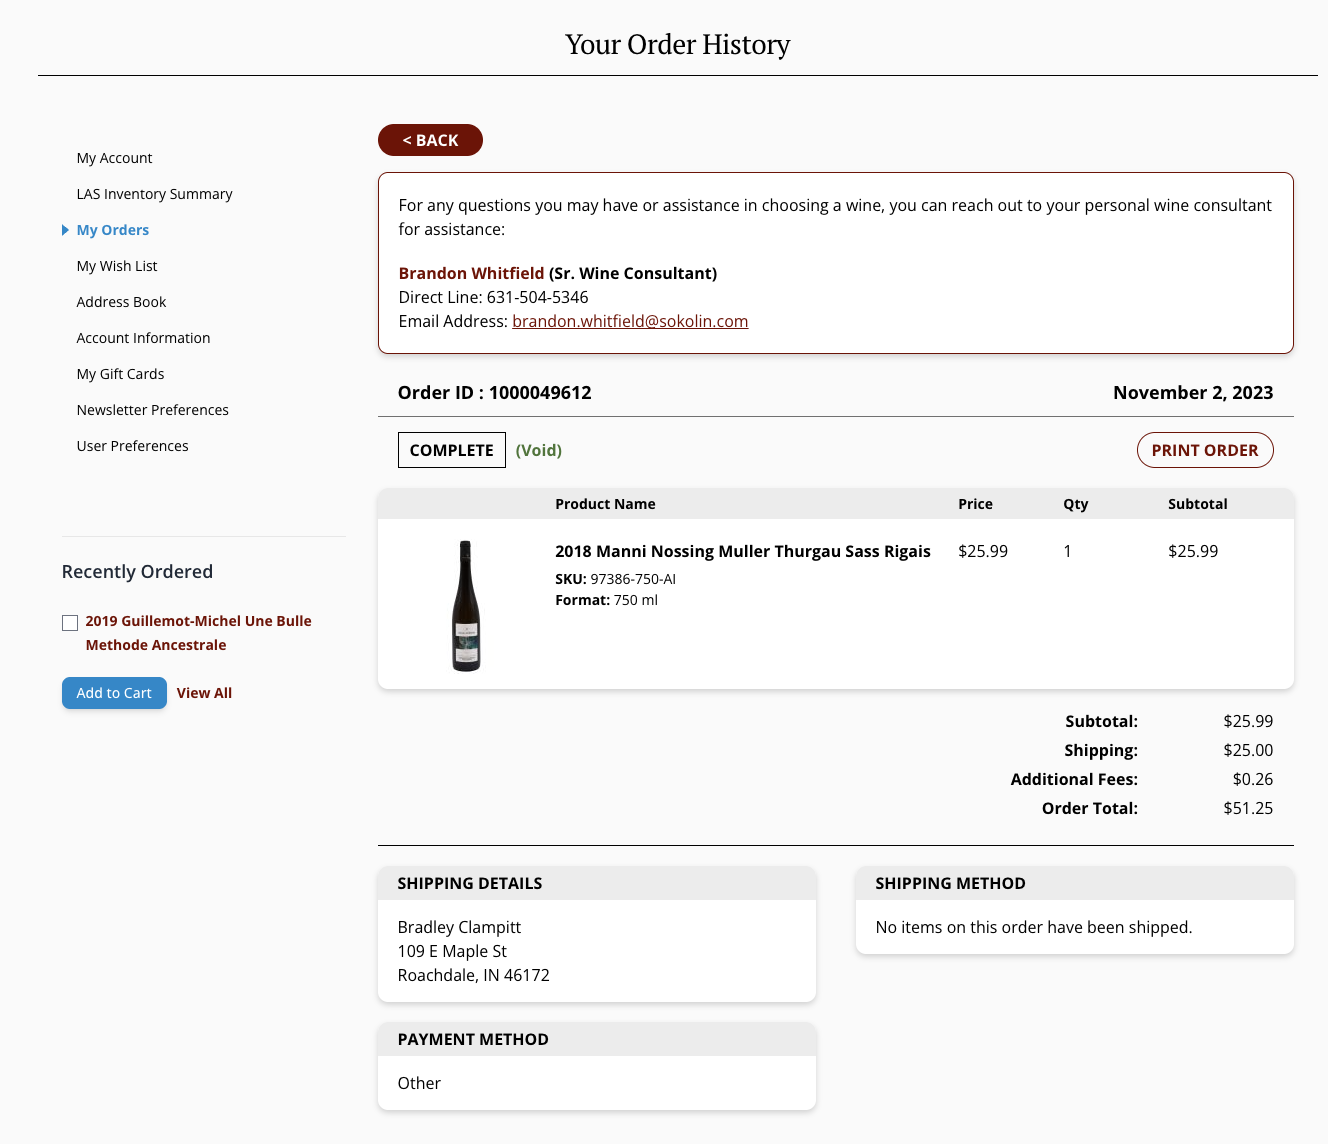 Your Order History
My Account
LAS Inventory Summary
My Orders
My Wish List
Address Book
Account Information
My Gift Cards
Newsletter Preferences
User Preferences
Recently Ordered
2019 Guillemot-Michel Une Bulle
Methode Ancestrale
Add to Cart View All
< BACK
For any questions you may have or assistance in choosing a wine, you can reach out to your personal wine consultant
for assistance:
Brandon Whitfield (Sr. Wine Consultant)
Direct Line: 631-504-5346
Email Address: brandon.whitfield@sokolin.com
Order ID : 1000049612 November 2, 2023
COMPLETE (Void) PRINT ORDER
Product Name Price Qty Subtotal
2018 Manni Nossing Muller Thurgau Sass Rigais $25.99 1 $25.99
SKU: 97386-750-AI
Format: 750 ml
Subtotal: $25.99
Shipping: $25.00
Additional Fees: $0.26
Order Total: $51.25
SHIPPING DETAILS
Bradley Clampitt
109 E Maple St
Roachdale, IN 46172
SHIPPING METHOD
No items on this order have been shipped.
PAYMENT METHOD
Other